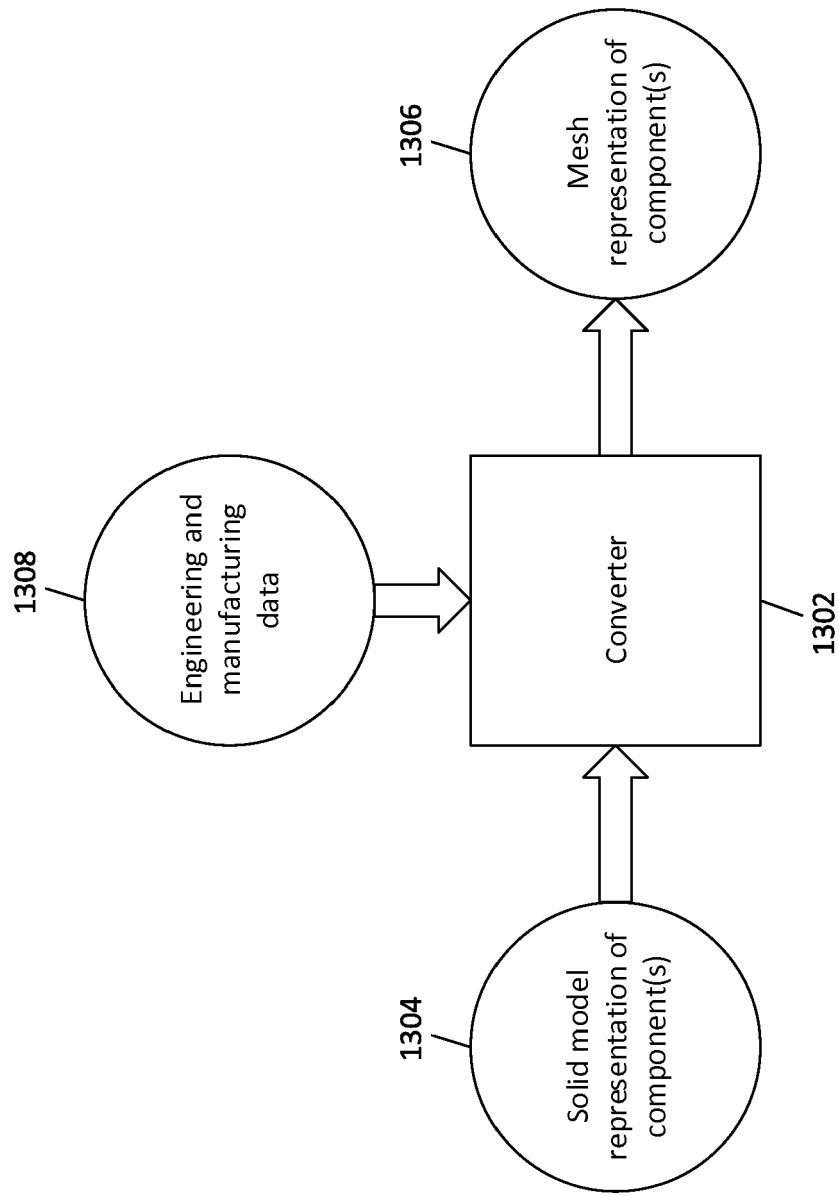 1308
Engineering and
manufacturing
data
1304
Solid model
representation of
component(s)
Converter
1302
1306
Mesh
representation of
component(s)